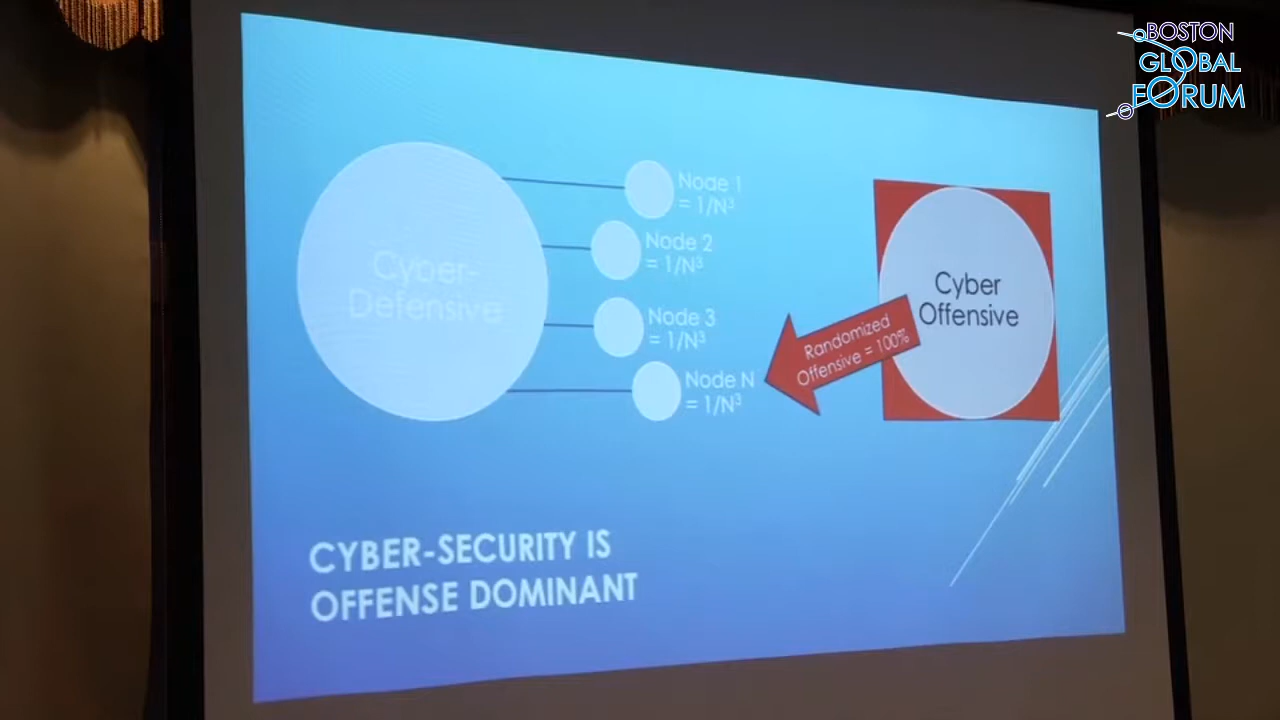 BOSTON
GLOBAL
FORUM
Cyber-
Defensive
Node 1
= 1/N³
Node 2
= 1/N³
Node 3
= 1/N³
Node N
= 1/N³
Randomized
Offensive = 100%
Cyber
Offensive
CYBER-SECURITY IS
OFFENSE DOMINANT